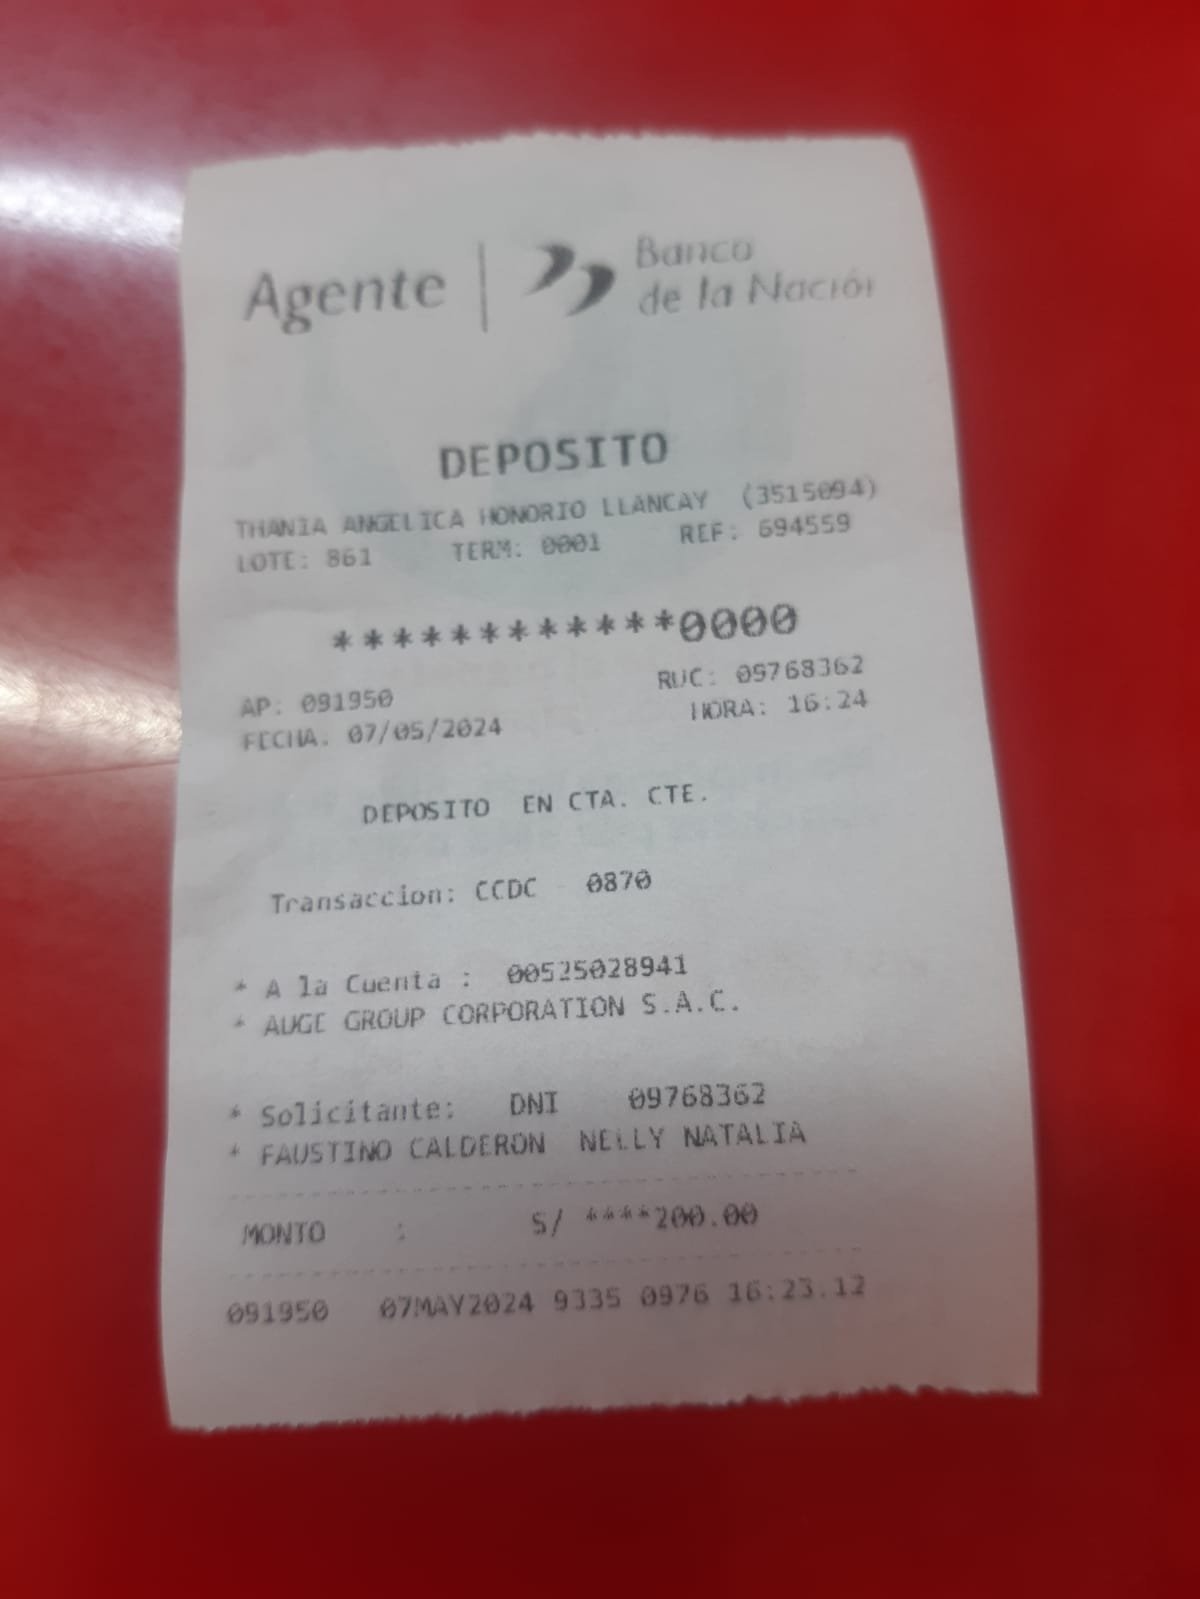 Agente | Banco
de la Nación
DEPOSITO
THANIA ANGELICA HONORIO LLANCAY (3515094)
LOTE: 861 TERM: 0001 REF: 694559
************0000
AP: 091950 RUC: 09768362
FECHA. 07/05/2024 HORA: 16:24
DEPOSITO EN CTA. CTE.
Transaccion: CCDC 0870
* A la Cuenta : 00525028941
* AUGE GROUP CORPORATION S.A.C.
* Solicitante: DNI 09768362
* FAUSTINO CALDERON NELLY NATALIA
MONTO : S/ ****200.00
091950 07MAY2024 9335 0976 16:23.12